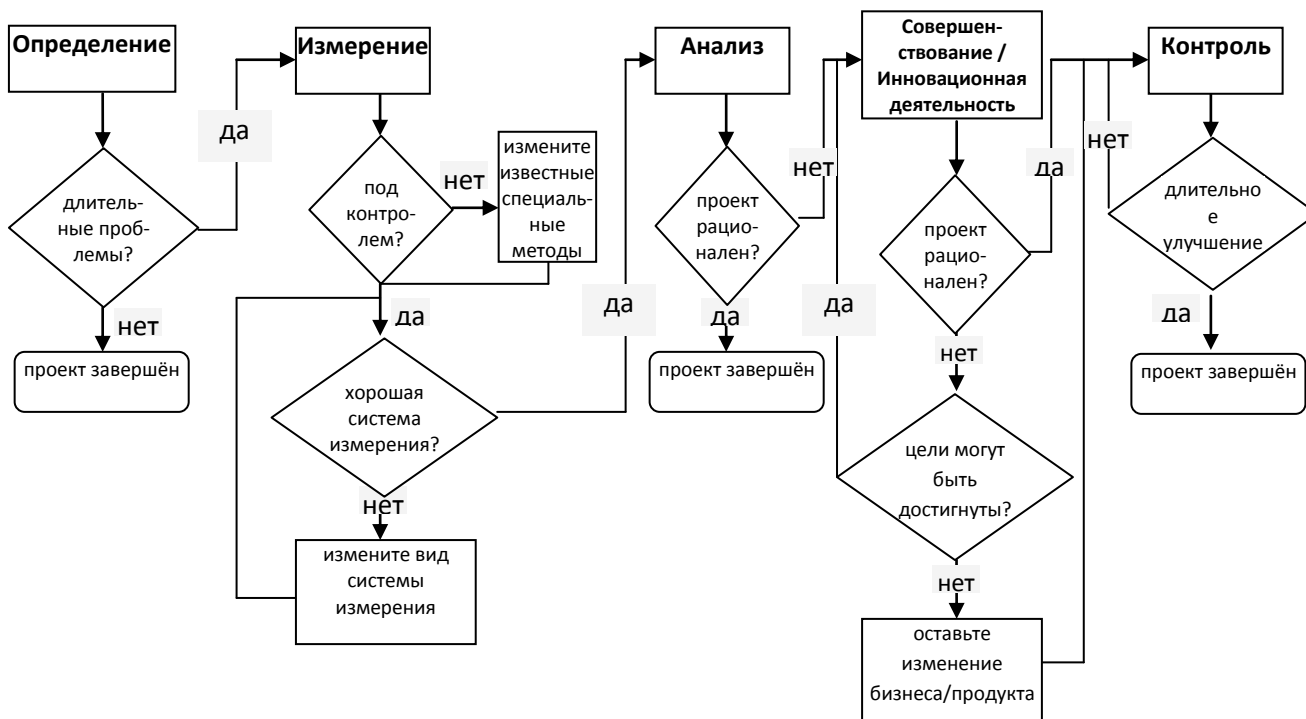 Определение
длитель-
ные проб-
лемы?
да
нет
проект завершён
Измерение
под
контро-
лем?
нет
измените
известные
специаль-
ные
методы
да
хорошая
система
измерения?
да
нет
измените вид
системы
измерения
Анализ
проект
рацио-
нален?
нет
да
проект завершён
Совершен-
ствование /
Инновационная
деятельность
проект
рацио-
нален?
да
нет
цели могут
быть
достигнуты?
да
нет
оставьте
изменение
бизнеса/продукта
Контроль
длительно
е
улучшение
нет
да
проект завершён